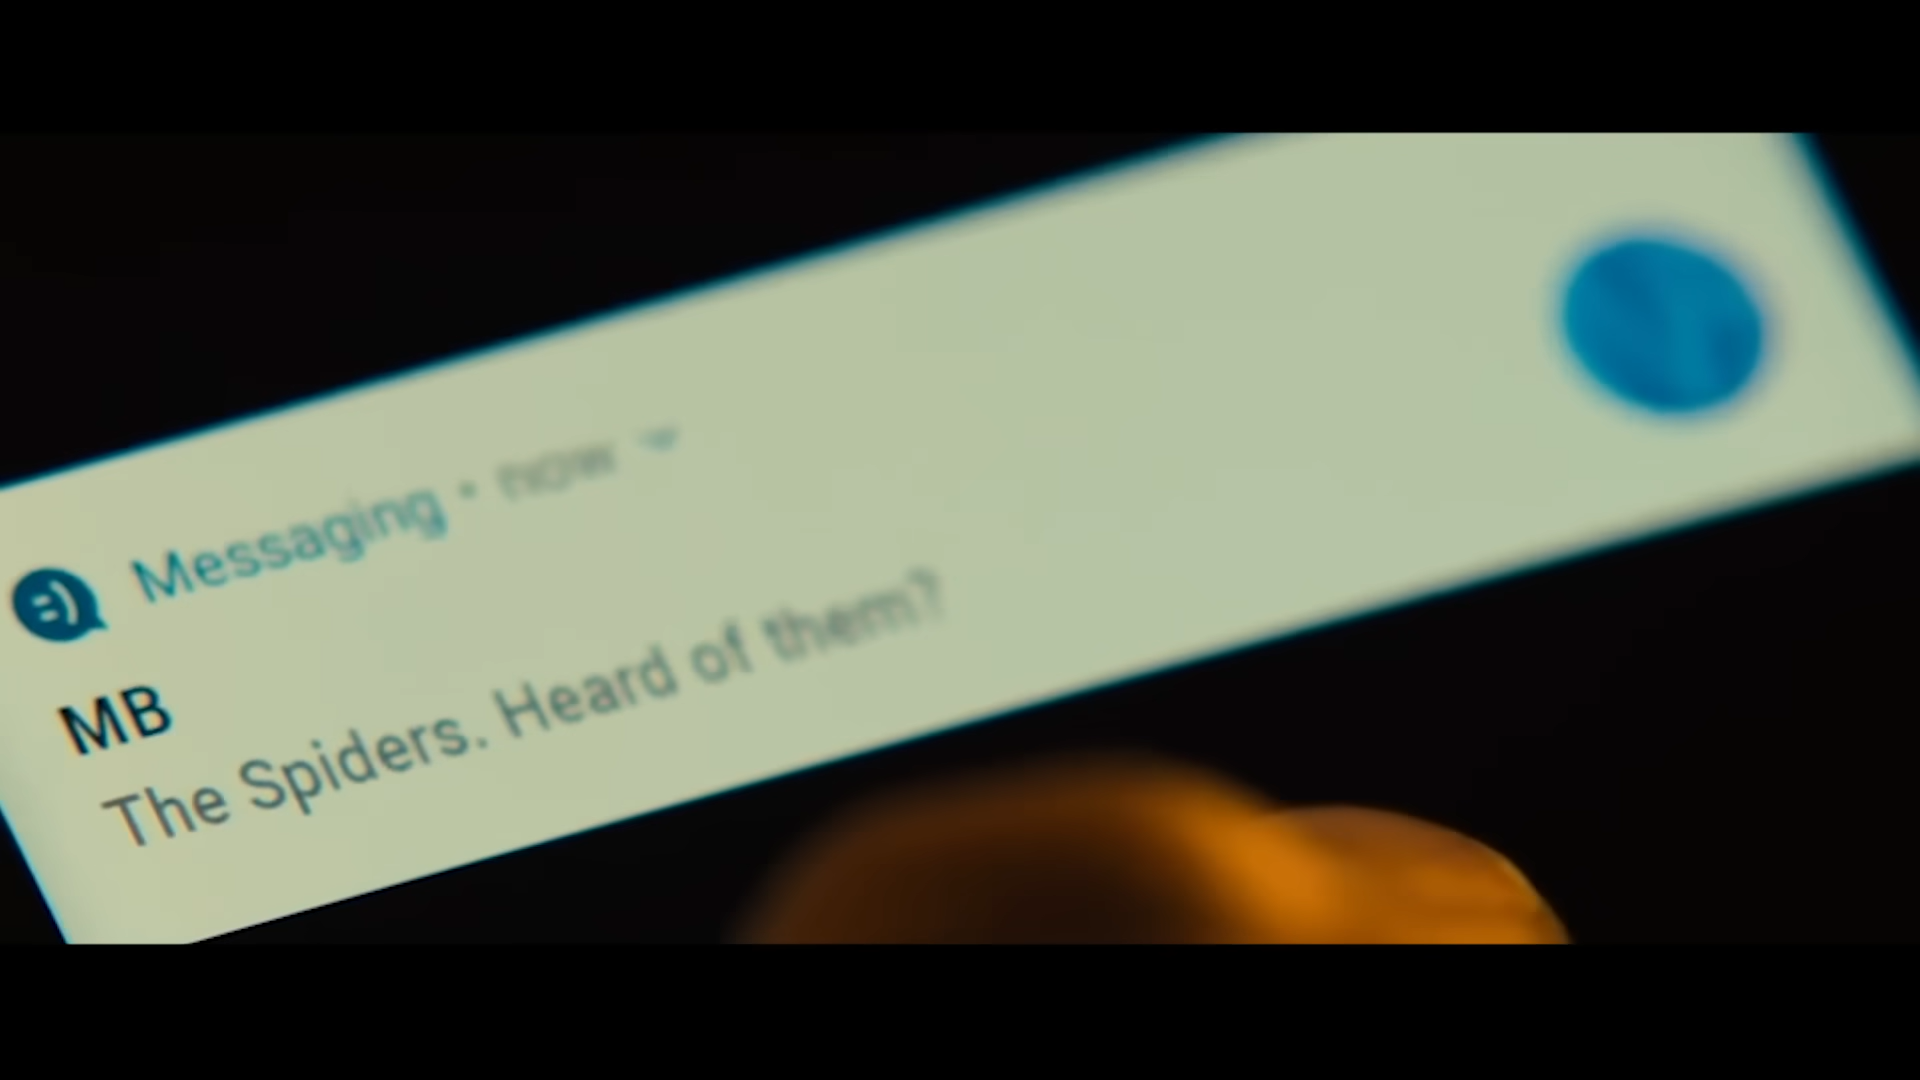 Messaging • now
MB
The Spiders. Heard of them?